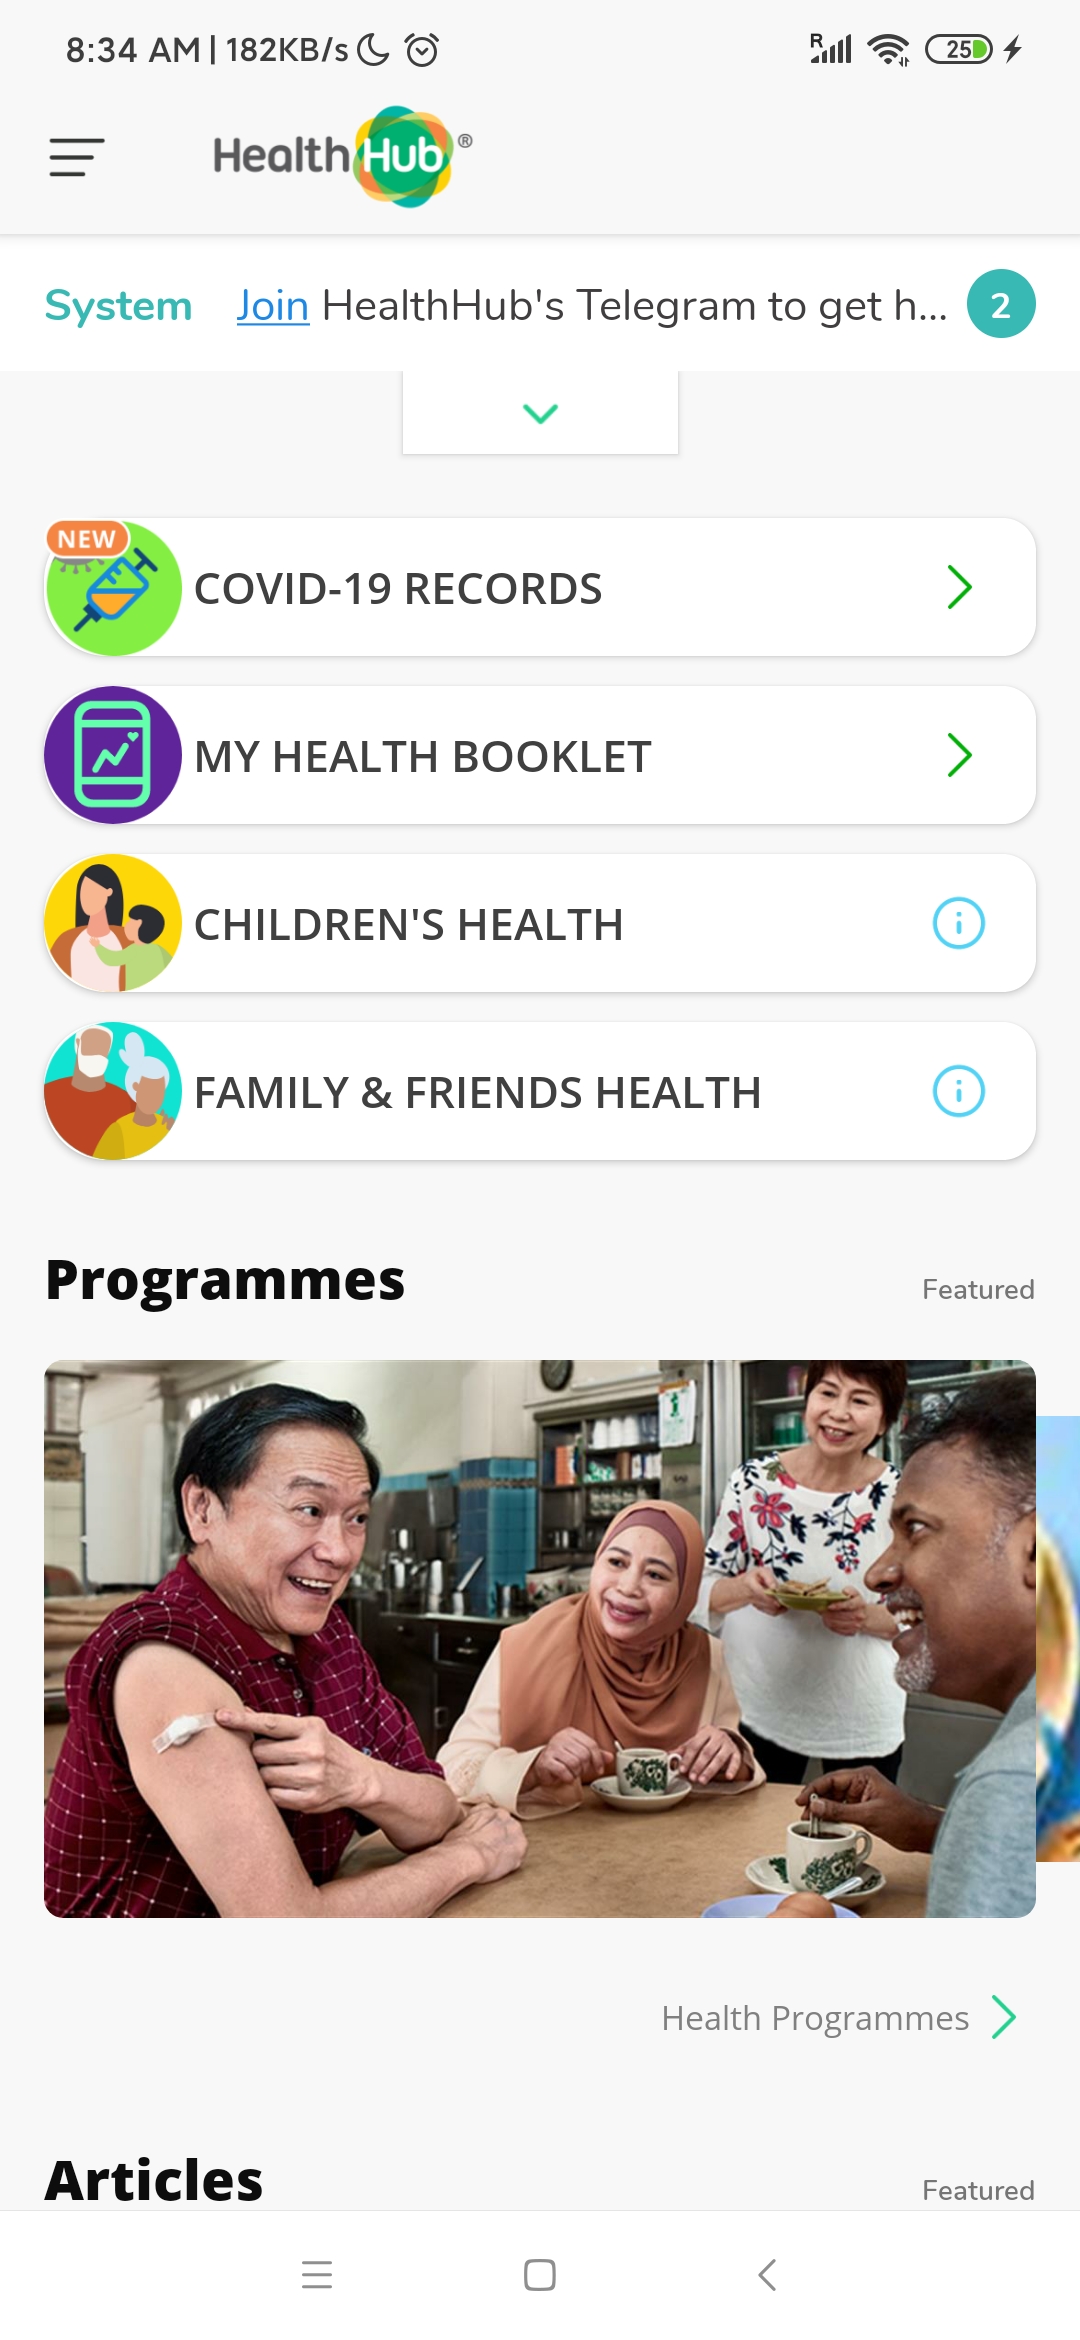 8:34 AM | 182KB/s
R
25
HealthHub®
System Join HealthHub's Telegram to get h... 2
NEW
COVID-19 RECORDS
MY HEALTH BOOKLET
CHILDREN'S HEALTH
FAMILY & FRIENDS HEALTH
Programmes
Featured
Health Programmes
Articles
Featured